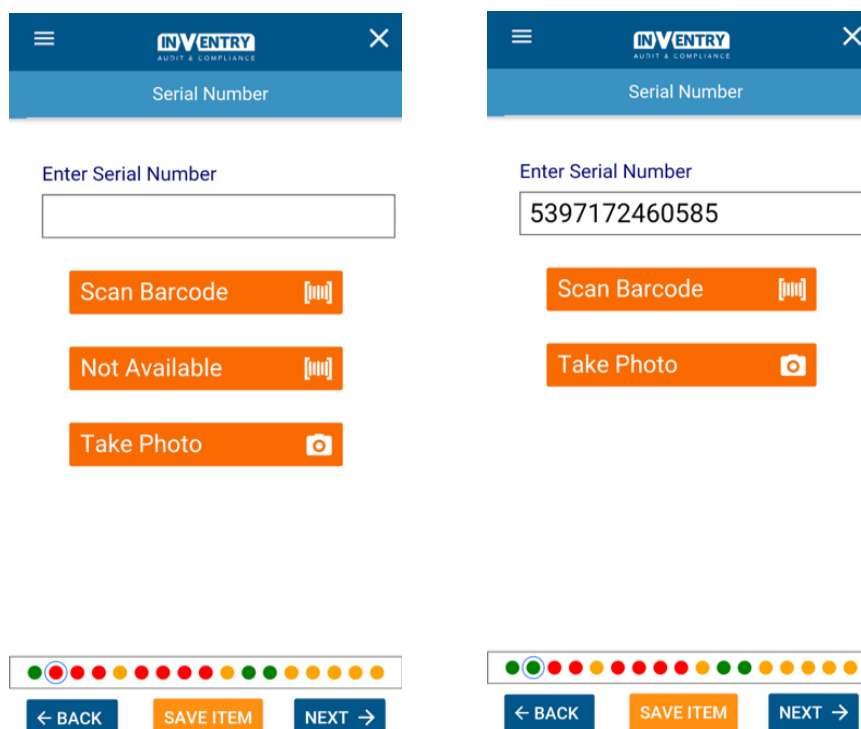 INVENTRY
AUDIT & COMPLIANCE
Serial Number
Enter Serial Number
Scan Barcode
Not Available
Take Photo
BACK
SAVE ITEM
NEXT
INVENTRY
AUDIT & COMPLIANCE
Serial Number
Enter Serial Number
5397172460585
Scan Barcode
Take Photo
BACK
SAVE ITEM
NEXT